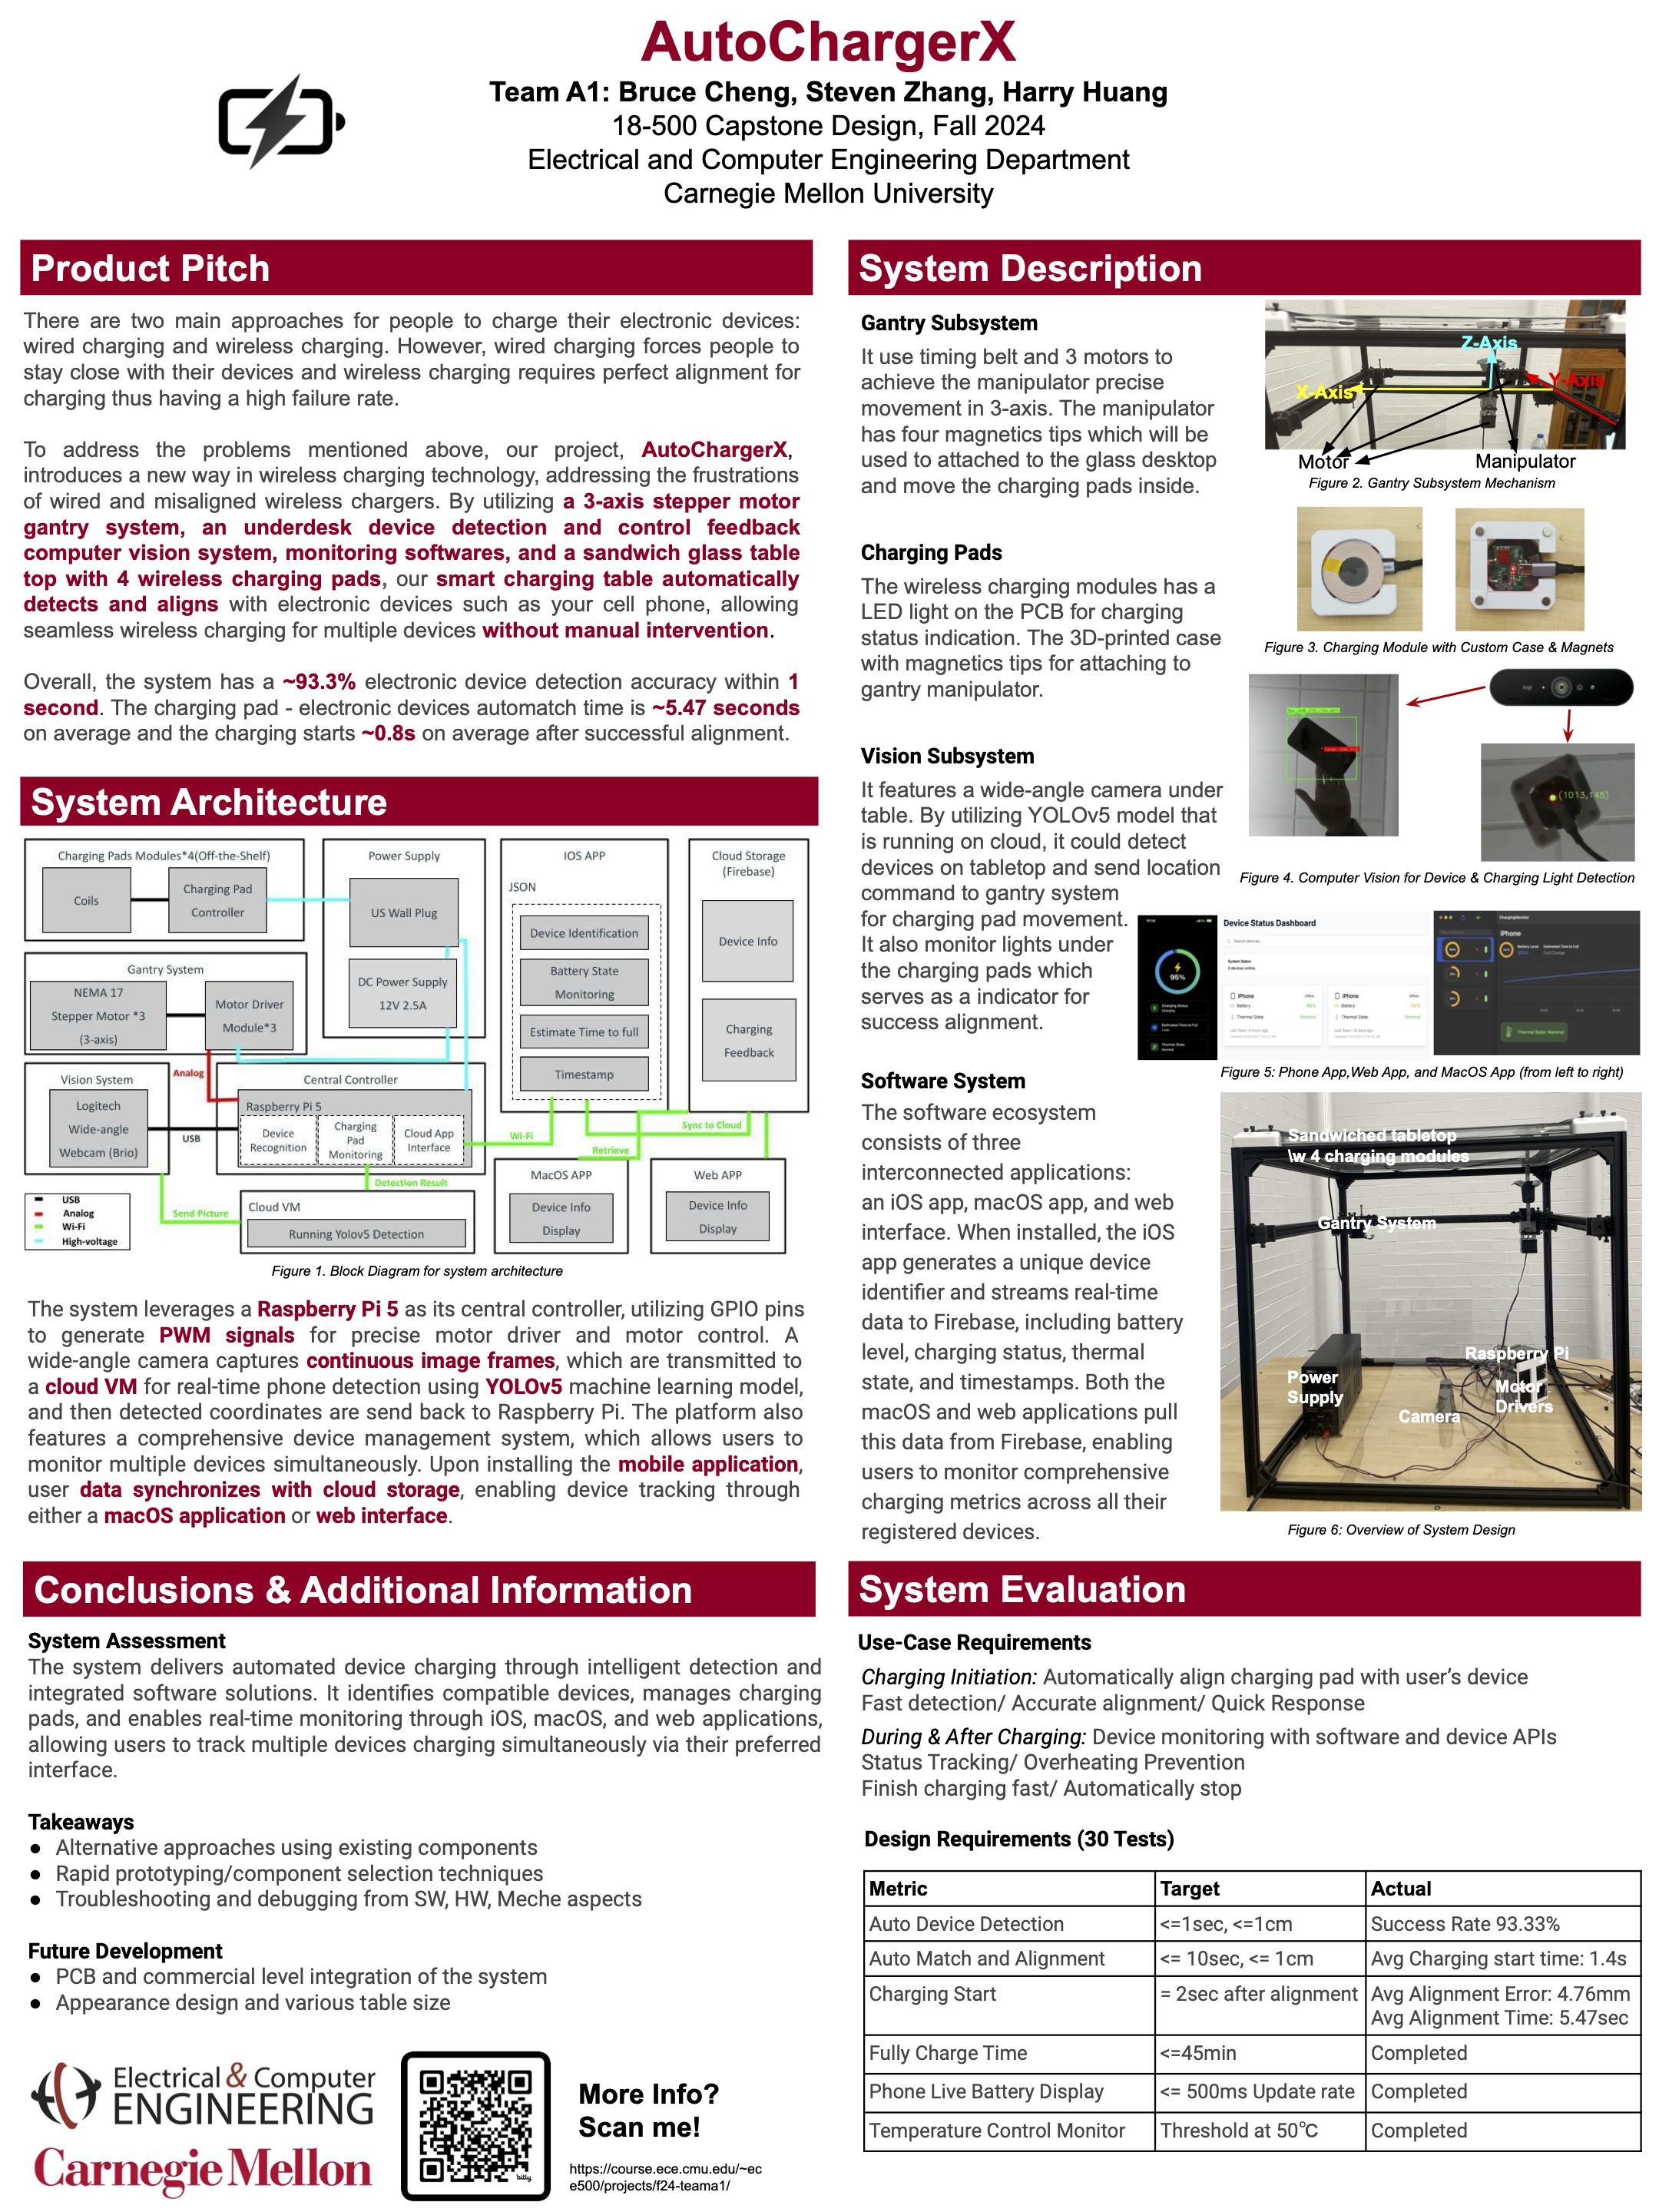 AutoChargerX
Team A1: Bruce Cheng, Steven Zhang, Harry Huang
18-500 Capstone Design, Fall 2024
Electrical and Computer Engineering Department
Carnegie Mellon University
Product Pitch
There are two main approaches for people to charge their electronic devices:
wired charging and wireless charging. However, wired charging forces people to
stay close with their devices and wireless charging requires perfect alignment for
charging thus having a high failure rate.
To address the problems mentioned above, our project, AutoChargerX,
introduces a new way in wireless charging technology, addressing the frustrations
of wired and misaligned wireless chargers. By utilizing a 3-axis stepper motor
gantry system, an underdesk device detection and control feedback
computer vision system, monitoring softwares, and a sandwich glass table
top with 4 wireless charging pads, our smart charging table automatically
detects and aligns with electronic devices such as your cell phone, allowing
seamless wireless charging for multiple devices without manual intervention.
Overall, the system has a ~93.3% electronic device detection accuracy within 1
second. The charging pad - electronic devices automatch time is ~5.47 seconds
on average and the charging starts ~0.8s on average after successful alignment.
System Architecture
Charging Pads Modules*4(Off-the-Shelf)
Coils
Charging Pad
Controller
Power Supply
US Wall Plug
DC Power Supply
12V 2.5A
IOS APP
JSON
Device Identification
Battery State
Monitoring
Estimate Time to full
Timestamp
Cloud Storage
(Firebase)
Device Info
Charging
Feedback
Gantry System
NEMA 17
Stepper Motor *3
(3-axis)
Motor Driver
Module*3
Analog
Vision System
Logitech
Wide-angle
Webcam (Brio)
USB
Central Controller
Raspberry Pi 5
Device
Recognition
Charging
Pad
Monitoring
Cloud App
Interface
Wi-Fi
Sync to Cloud
Retrieve
Detection Result
Send Picture
MacOS APP
Device Info
Display
Web APP
Device Info
Display
Cloud VM
Running Yolov5 Detection
USB
Analog
Wi-Fi
High-voltage
Figure 1. Block Diagram for system architecture
The system leverages a Raspberry Pi 5 as its central controller, utilizing GPIO pins
to generate PWM signals for precise motor driver and motor control. A
wide-angle camera captures continuous image frames, which are transmitted to
a cloud VM for real-time phone detection using YOLOv5 machine learning model,
and then detected coordinates are send back to Raspberry Pi. The platform also
features a comprehensive device management system, which allows users to
monitor multiple devices simultaneously. Upon installing the mobile application,
user data synchronizes with cloud storage, enabling device tracking through
either a macOS application or web interface.
Conclusions & Additional Information
System Assessment
The system delivers automated device charging through intelligent detection and
integrated software solutions. It identifies compatible devices, manages charging
pads, and enables real-time monitoring through iOS, macOS, and web applications,
allowing users to track multiple devices charging simultaneously via their preferred
interface.
Takeaways
● Alternative approaches using existing components
● Rapid prototyping/component selection techniques
● Troubleshooting and debugging from SW, HW, Meche aspects
Future Development
● PCB and commercial level integration of the system
● Appearance design and various table size
Electrical & Computer
ENGINEERING
Carnegie Mellon
bitly
More Info?
Scan me!
https://course.ece.cmu.edu/~ec
e500/projects/f24-teama1/
System Description
Gantry Subsystem
It use timing belt and 3 motors to
achieve the manipulator precise
movement in 3-axis. The manipulator
has four magnetics tips which will be
used to attached to the glass desktop
and move the charging pads inside.
Z-Axis
X-Axis
Y-Axis
Motor
Manipulator
Figure 2. Gantry Subsystem Mechanism
Charging Pads
The wireless charging modules has a
LED light on the PCB for charging
status indication. The 3D-printed case
with magnetics tips for attaching to
gantry manipulator.
Figure 3. Charging Module with Custom Case & Magnets
Vision Subsystem
It features a wide-angle camera under
table. By utilizing YOLOv5 model that
is running on cloud, it could detect
devices on tabletop and send location
command to gantry system
for charging pad movement.
It also monitor lights under
the charging pads which
serves as a indicator for
success alignment.
(1013,148)
Figure 4. Computer Vision for Device & Charging Light Detection
95%
Charging Status
Device Status Dashboard
Search devices...
System Status
iPhone
Battery
Thermal State
Nominal
iPhone
Battery
Thermal State
Nominal
ChargingMonitor
iPhone
Battery Level
Estimated Time to Full
Thermal State: Nominal
Figure 5: Phone App,Web App, and MacOS App (from left to right)
Software System
The software ecosystem
consists of three
interconnected applications:
an iOS app, macOS app, and web
interface. When installed, the iOS
app generates a unique device
identifier and streams real-time
data to Firebase, including battery
level, charging status, thermal
state, and timestamps. Both the
macOS and web applications pull
this data from Firebase, enabling
users to monitor comprehensive
charging metrics across all their
registered devices.
Sandwiched tabletop
\w 4 charging modules
Gantry System
Raspberry Pi
Power
Supply
Motor
Drivers
Camera
Figure 6: Overview of System Design
System Evaluation
Use-Case Requirements
Charging Initiation: Automatically align charging pad with user's device
Fast detection/ Accurate alignment/ Quick Response
During & After Charging: Device monitoring with software and device APIs
Status Tracking/ Overheating Prevention
Finish charging fast/ Automatically stop
Design Requirements (30 Tests)
Metric Target Actual
Auto Device Detection <=1sec, <=1cm Success Rate 93.33%
Auto Match and Alignment <= 10sec, <= 1cm Avg Charging start time: 1.4s
Charging Start = 2sec after alignment Avg Alignment Error: 4.76mm
Avg Alignment Time: 5.47sec
Fully Charge Time <=45min Completed
Phone Live Battery Display <= 500ms Update rate Completed
Temperature Control Monitor Threshold at 50℃ Completed